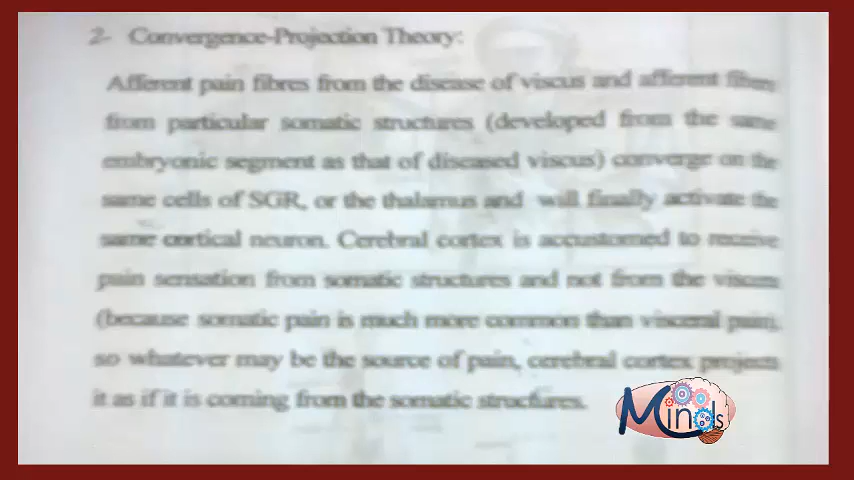 2- Convergence-Projection Theory:
Afferent pain fibres from the disease of viscus and afferent fibres
from particular somatic structures (developed from the same
embryonic segment as that of diseased viscus) converge on the
same cells of SGR, or the thalamus and will finally activate the
same cortical neuron. Cerebral cortex is accustomed to receive
pain sensation from somatic structures and not from the viscera
(because somatic pain is much more common than visceral pain,
so whatever may be the source of pain, cerebral cortex projects
it as if it is coming from the somatic structures.
Minds